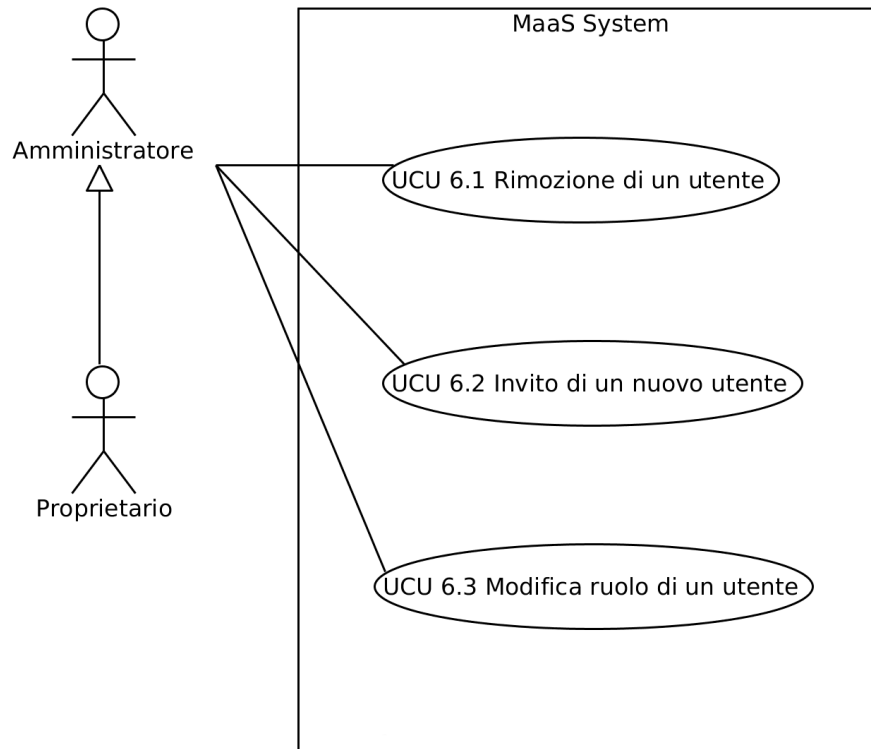 MaaS System
Amministratore
UCU 6.1 Rimozione di un utente
UCU 6.2 Invito di un nuovo utente
Proprietario
UCU 6.3 Modifica ruolo di un utente